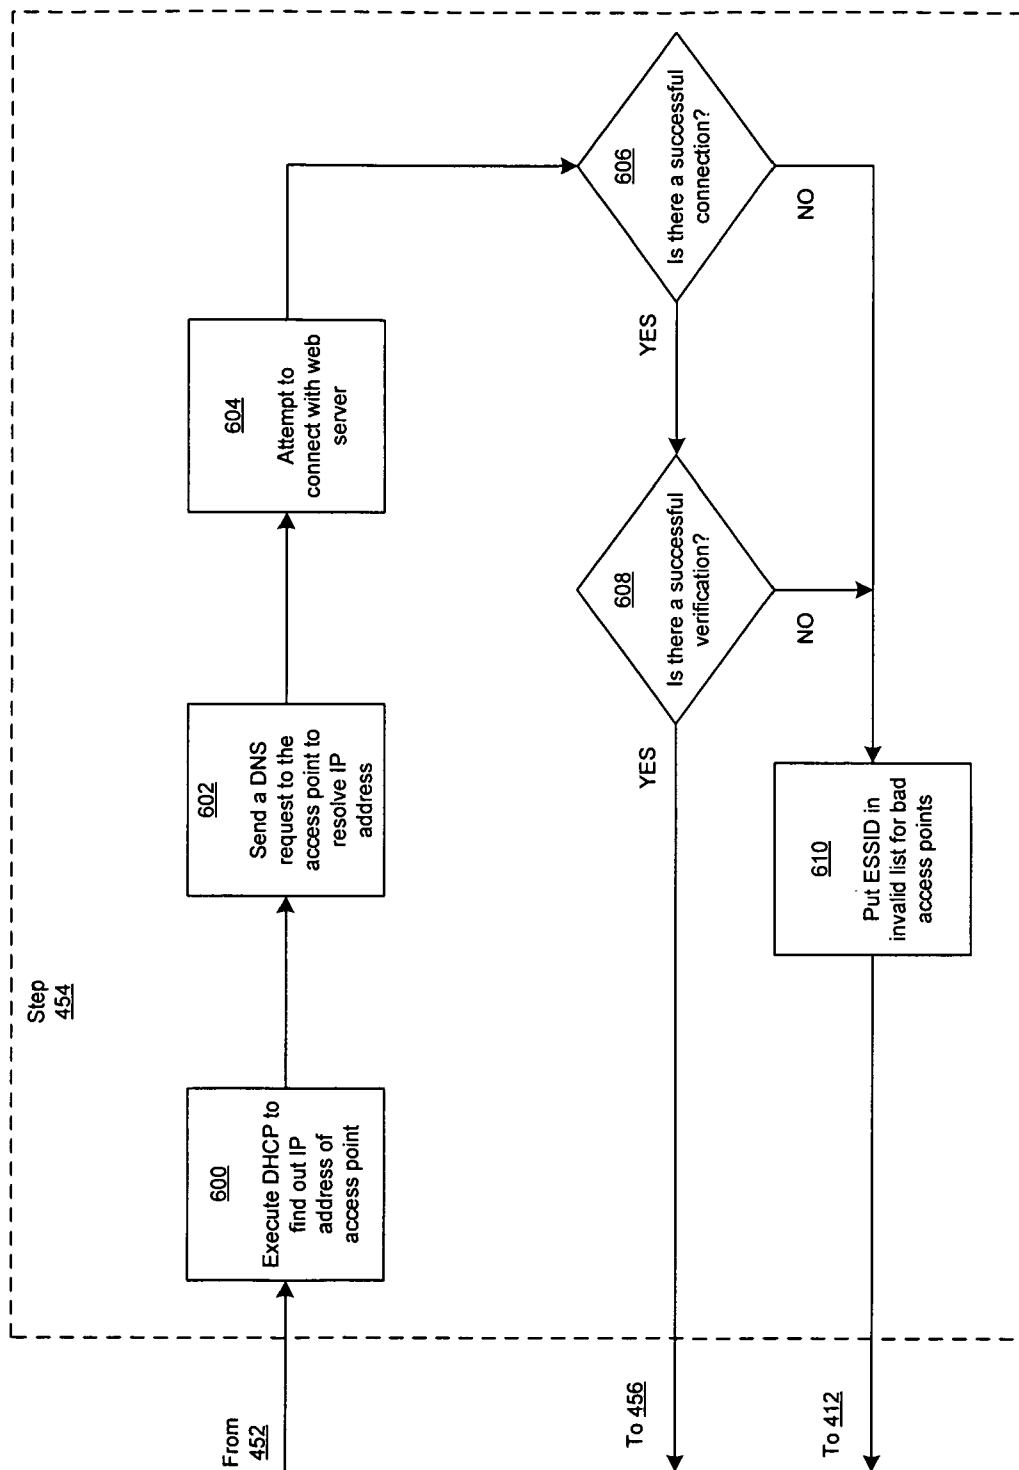 Step
454
From
452
600
Execute DHCP to
find out IP
address of
access point
602
Send a DNS
request to the
access point to
resolve IP
address
604
Attempt to
connect with web
server
606
Is there a successful
connection?
YES
NO
608
Is there a successful
verification?
YES
NO
To 456
610
Put ESSID in
invalid list for bad
access points
To 412